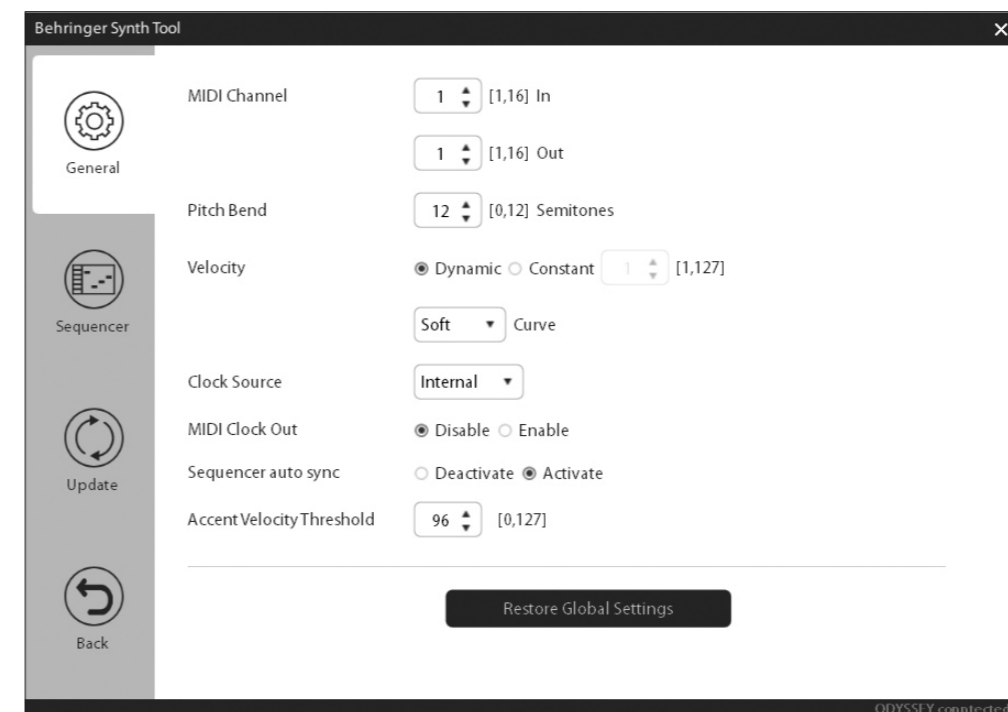 Behringer Synth Tool
General
MIDI Channel 1 [1,16] In
1 [1,16] Out
Pitch Bend 12 [0,12] Semitones
Velocity Dynamic Constant 1 [1,127]
Sequencer
Soft Curve
Clock Source Internal
MIDI Clock Out Disable Enable
Update
Sequencer auto sync Deactivate Activate
Accent Velocity Threshold 96 [0,127]
Back
Restore Global Settings
ODYSSEY conntected